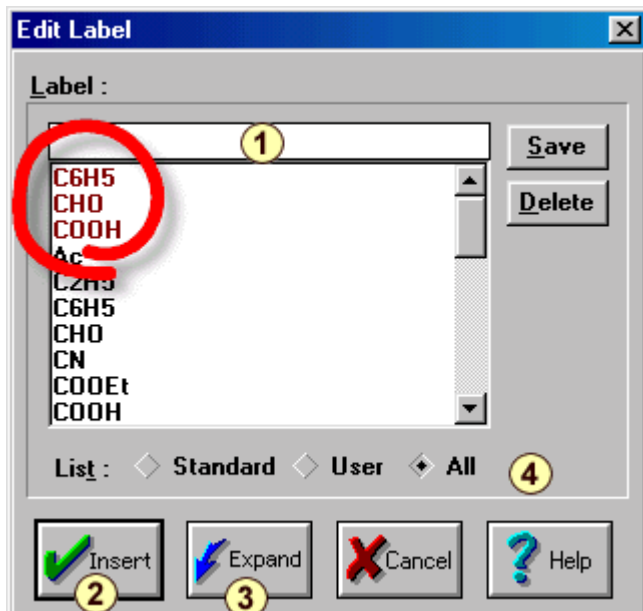 Edit Label
Label :
1
Save
C6H5
CHO
Delete
COOH
Ac
C2H5
C6H5
CHO
CN
COOEt
COOH
List : Standard User All 4
Insert Expand Cancel Help
2 3